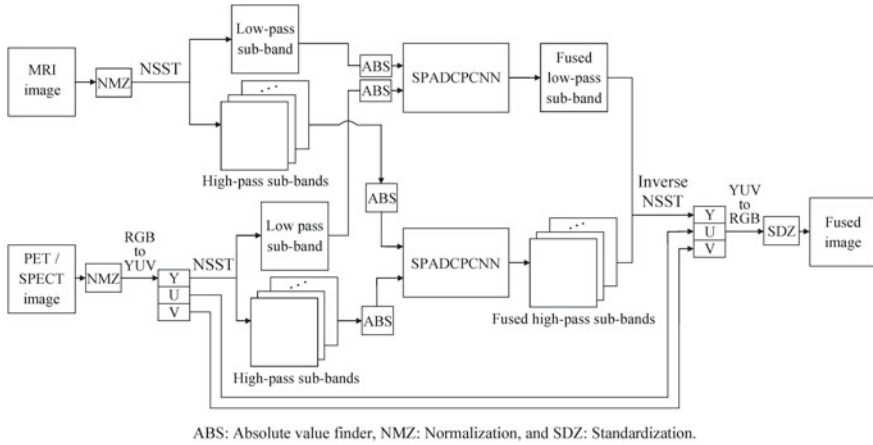 MRI
image
NMZ
NSST
Low-pass
sub-band
...
High-pass sub-bands
ABS
ABS
SPADCPCNN
Fused
low-pass
sub-band
ABS
PET /
SPECT
image
NMZ
RGB
to
YUV
Y
U
V
NSST
Low pass
sub-band
...
High-pass sub-bands
ABS
SPADCPCNN
...
Fused high-pass sub-bands
Inverse
NSST
Y
U
V
YUV
to
RGB
SDZ
Fused
image
ABS: Absolute value finder, NMZ: Normalization, and SDZ: Standardization.